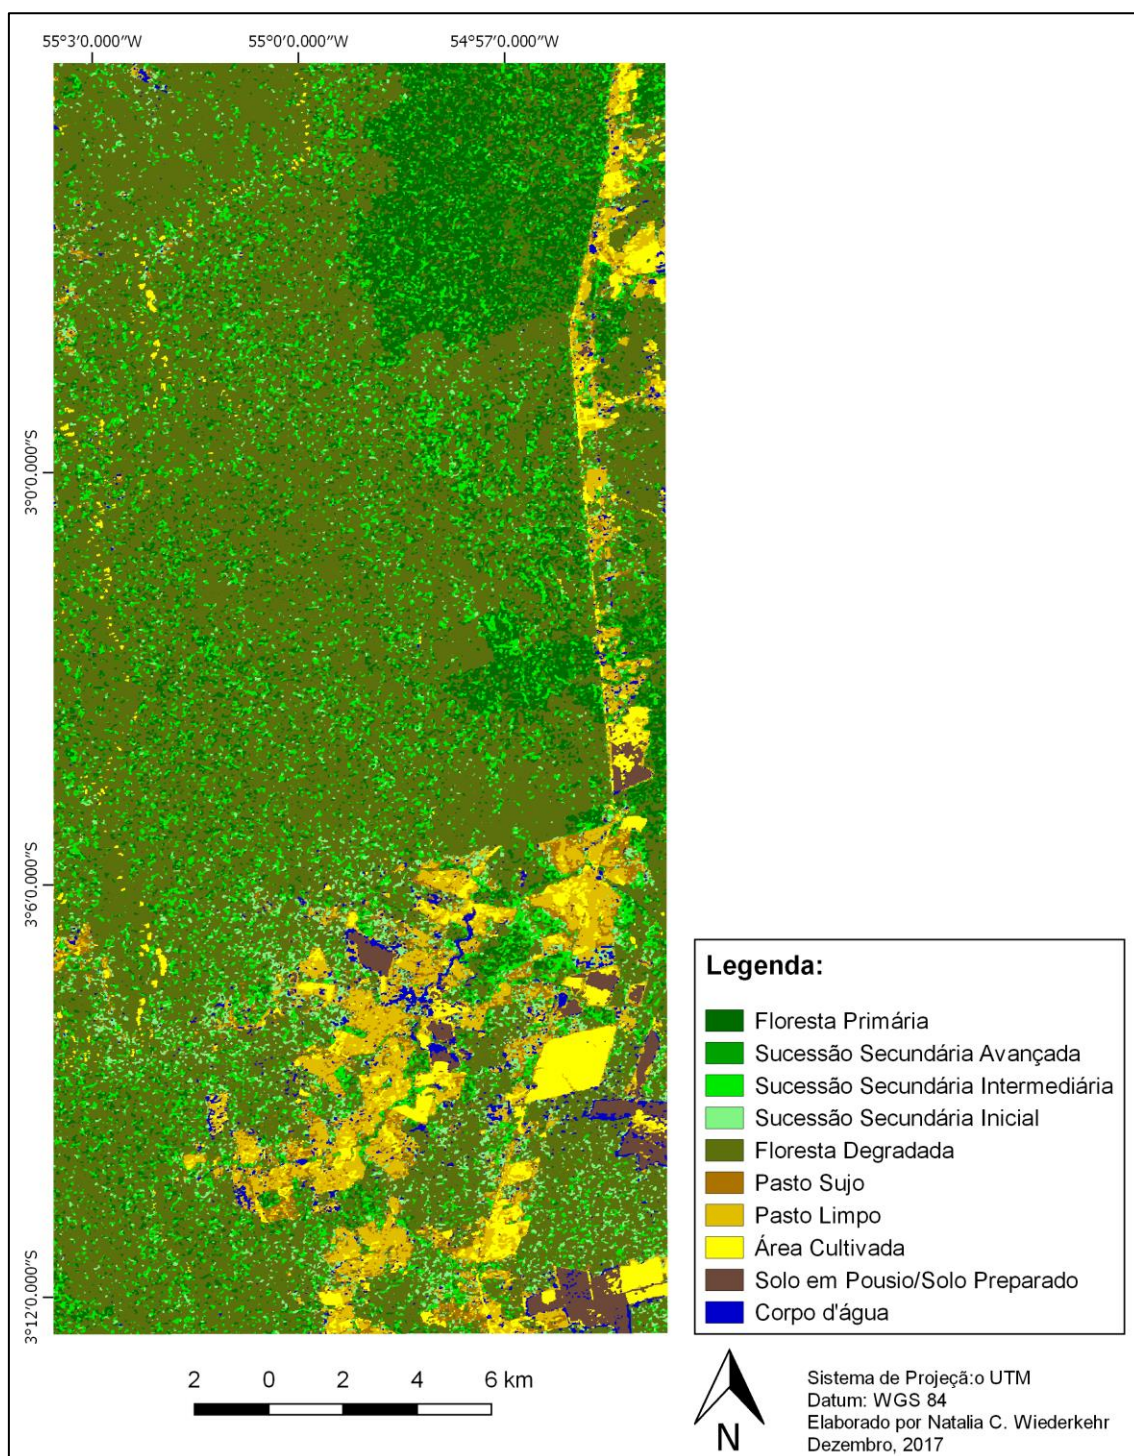 55°3'0.000"W
55°0'0.000"W
54°57'0.000"W
3°0'0.000"S
3°6'0.000"S
3°12'0.000"S
Legenda:
Floresta Primária
Sucessão Secundária Avançada
Sucessão Secundária Intermediária
Sucessão Secundária Inicial
Floresta Degradada
Pasto Sujo
Pasto Limpo
Área Cultivada
Solo em Pousio/Solo Preparado
Corpo d'água
2 0 2 4 6 km
N
Sistema de Projeçã:o UTM
Datum: WGS 84
Elaborado por Natalia C. Wiederkehr
Dezembro, 2017